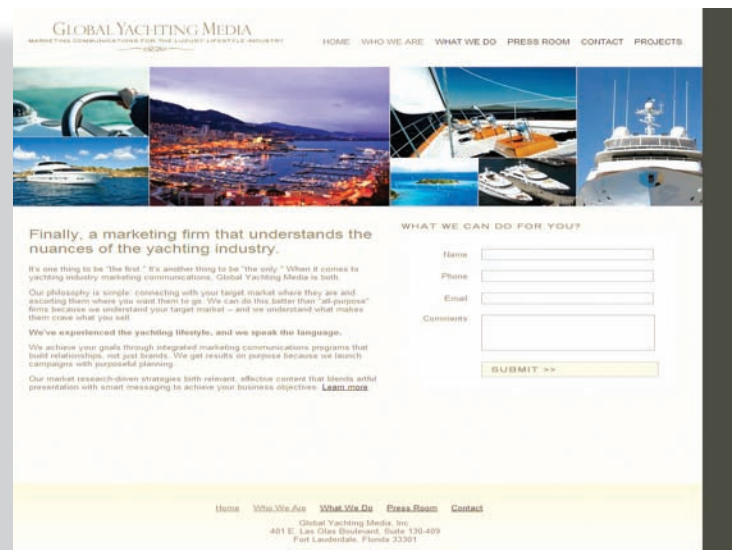 GLOBAL YACHTING MEDIA
MARKETING COMMUNICATIONS FOR THE LUXURY LIFESTYLE INDUSTRY
HOME WHO WE ARE WHAT WE DO PRESS ROOM CONTACT PROJECTS
Finally, a marketing firm that understands the
nuances of the yachting industry.
It's one thing to be "the first." It's another thing to be "the only." When it comes to
yachting industry marketing communications, Global Yachting Media is both.
Our philosophy is simple: connecting with your target market where they are and
escorting them where you want them to go. We can do this better than "all-purpose"
firms because we understand your target market – and we understand what makes
them crave what you sell.
We've experienced the yachting lifestyle, and we speak the language.
We achieve your goals through integrated marketing communications programs that
build relationships, not just brands. We get results on purpose because we launch
campaigns with purposeful planning.
Our market research-driven strategies birth relevant, effective content that blends artful
presentation with smart messaging to achieve your business objectives. Learn more
WHAT WE CAN DO FOR YOU?
Name
Phone
Email
Comments
SUBMIT >>
Home Who We Are What We Do Press Room Contact
Global Yachting Media, Inc
401 E. Las Olas Boulevard, Suite 130-409
Fort Lauderdale, Florida 33301